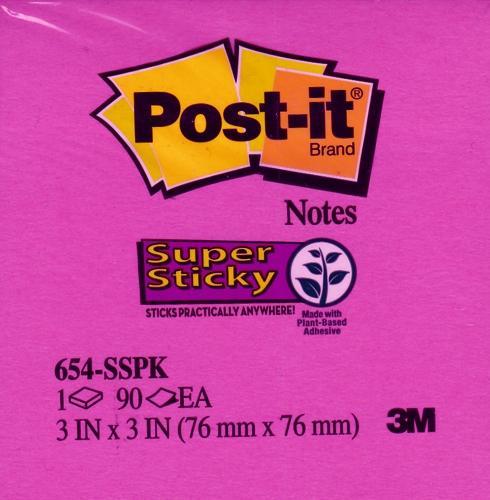 Post-it®
Brand
Notes
Super
Sticky
STICKS PRACTICALLY ANYWHERE!
Made with
Plant-Based
Adhesive
654-SSPK
1 90 EA
3 IN x 3 IN (76 mm x 76 mm)
3M